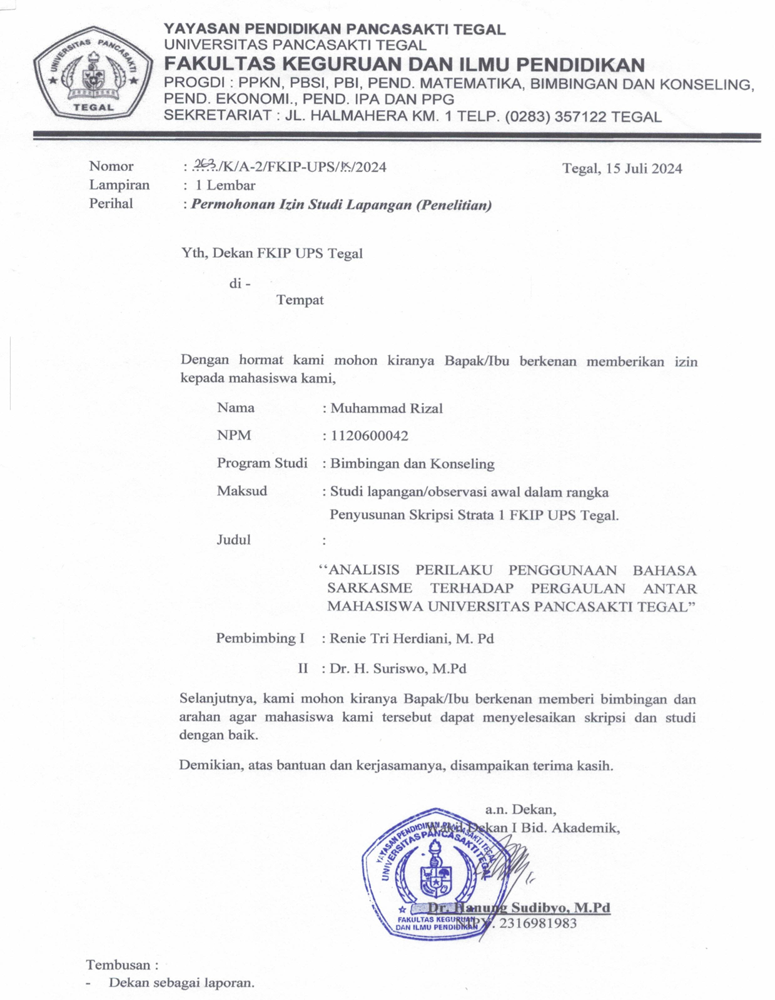 UNIVERSITAS PANCASAKTI
TEGAL
YAYASAN PENDIDIKAN PANCASAKTI TEGAL
UNIVERSITAS PANCASAKTI TEGAL
FAKULTAS KEGURUAN DAN ILMU PENDIDIKAN
PROGDI : PPKN, PBSI, PBI, PEND. MATEMATIKA, BIMBINGAN DAN KONSELING,
PEND. EKONOMI., PEND. IPA DAN PPG
SEKRETARIAT : JL. HALMAHERA KM. 1 TELP. (0283) 357122 TEGAL
Nomor : 263/K/A-2/FKIP-UPS/ /2024 Tegal, 15 Juli 2024
Lampiran : 1 Lembar
Perihal : Permohonan Izin Studi Lapangan (Penelitian)
Yth, Dekan FKIP UPS Tegal
di -
Tempat
Dengan hormat kami mohon kiranya Bapak/Ibu berkenan memberikan izin
kepada mahasiswa kami,
Nama : Muhammad Rizal
NPM : 1120600042
Program Studi : Bimbingan dan Konseling
Maksud : Studi lapangan/observasi awal dalam rangka
Penyusunan Skripsi Strata 1 FKIP UPS Tegal.
Judul :
‘‘ANALISIS PERILAKU PENGGUNAAN BAHASA
SARKASME TERHADAP PERGAULAN ANTAR
MAHASISWA UNIVERSITAS PANCASAKTI TEGAL”
Pembimbing I : Renie Tri Herdiani, M. Pd
II : Dr. H. Suriswo, M.Pd
Selanjutnya, kami mohon kiranya Bapak/Ibu berkenan memberi bimbingan dan
arahan agar mahasiswa kami tersebut dapat menyelesaikan skripsi dan studi
dengan baik.
Demikian, atas bantuan dan kerjasamanya, disampaikan terima kasih.
a.n. Dekan,
Wakil Dekan I Bid. Akademik,
YAYASAN PENDIDIKAN PANCASAKTI TEGAL
UNIVERSITAS PANCASAKTI TEGAL
FAKULTAS KEGURUAN
DAN ILMU PENDIDIKAN
Dr. Hanung Sudibyo, M.Pd
NIPY. 2316981983
Tembusan :
- Dekan sebagai laporan.